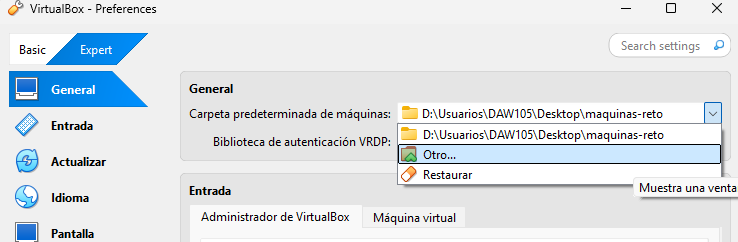 VirtualBox - Preferences
Basic
Expert
Search settings
General
General
Carpeta predeterminada de máquinas:
D:\Usuarios\DAW105\Desktop\maquinas-reto
Entrada
D:\Usuarios\DAW105\Desktop\maquinas-reto
Biblioteca de autenticación VRDP:
Otro...
Actualizar
Restaurar
Muestra una venta
Entrada
Idioma
Administrador de VirtualBox
Máquina virtual
Pantalla